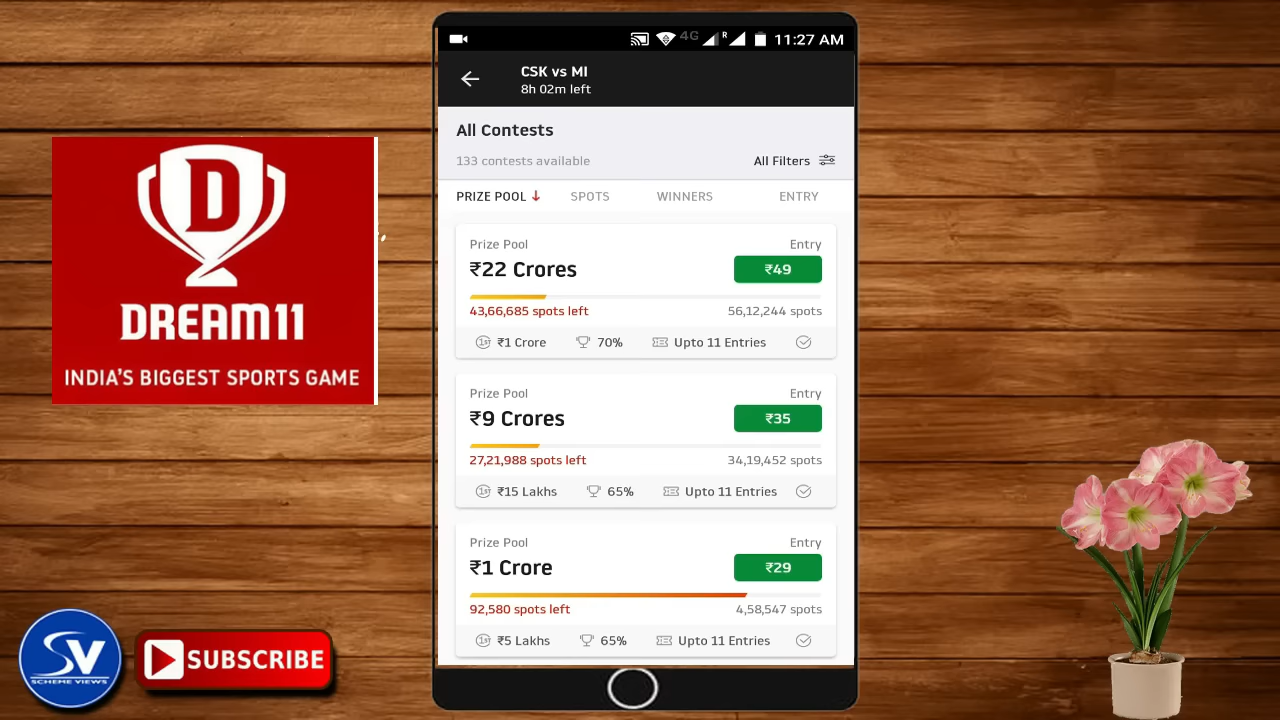 4G
R
11:27 AM
CSK vs MI
8h 02m left
All Contests
133 contests available
All Filters
PRIZE POOL SPOTS WINNERS ENTRY
Prize Pool Entry
₹22 Crores ₹49
43,66,685 spots left 56,12,244 spots
1st ₹1 Crore 70% Upto 11 Entries
Prize Pool Entry
₹9 Crores ₹35
27,21,988 spots left 34,19,452 spots
1st ₹15 Lakhs 65% Upto 11 Entries
Prize Pool Entry
₹1 Crore ₹29
92,580 spots left 4,58,547 spots
1st ₹5 Lakhs 65% Upto 11 Entries
D
DREAM11
INDIA'S BIGGEST SPORTS GAME
SV
SCHEME VIEWS
SUBSCRIBE